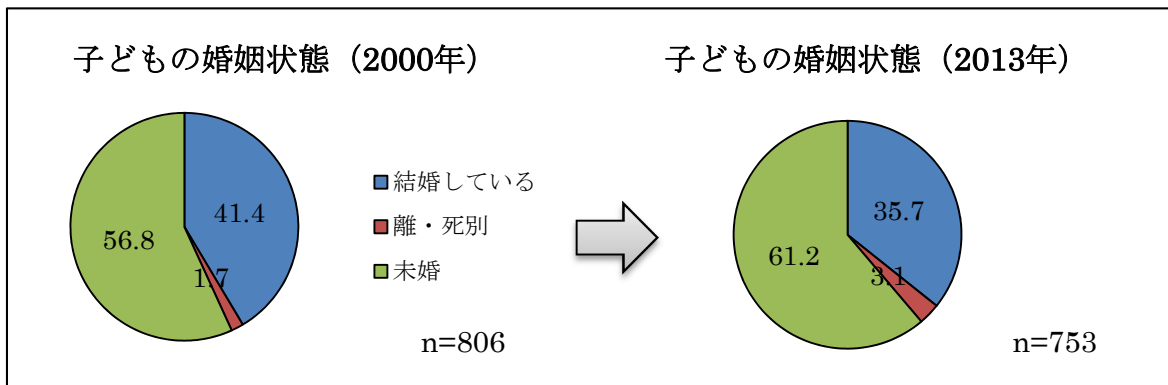 子どもの婚姻状態（2000年）
41.4
1.7
56.8
n=806
結婚している
離・死別
未婚
子どもの婚姻状態（2013年）
35.7
3.1
61.2
n=753